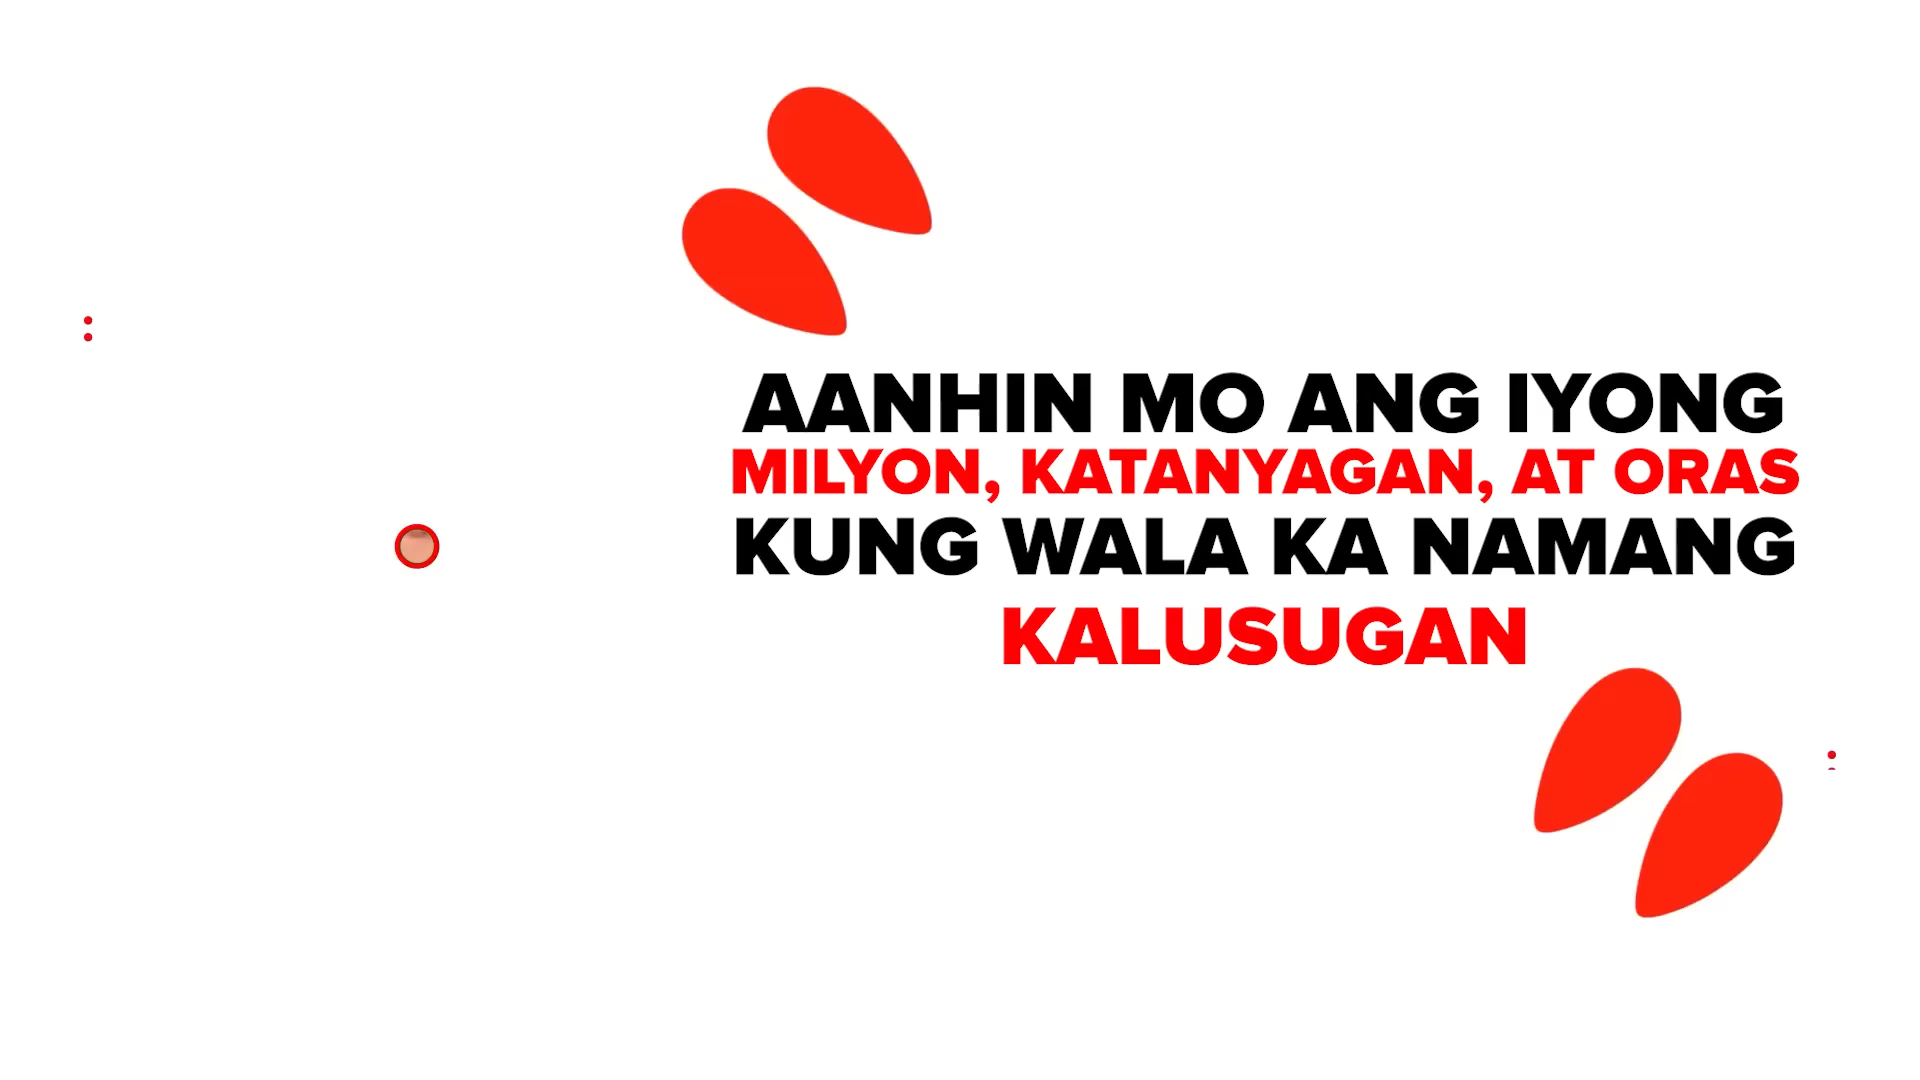 AANHIN MO ANG IYONG
MILYON, KATANYAGAN, AT ORAS
KUNG WALA KA NAMANG
KALUSUGAN